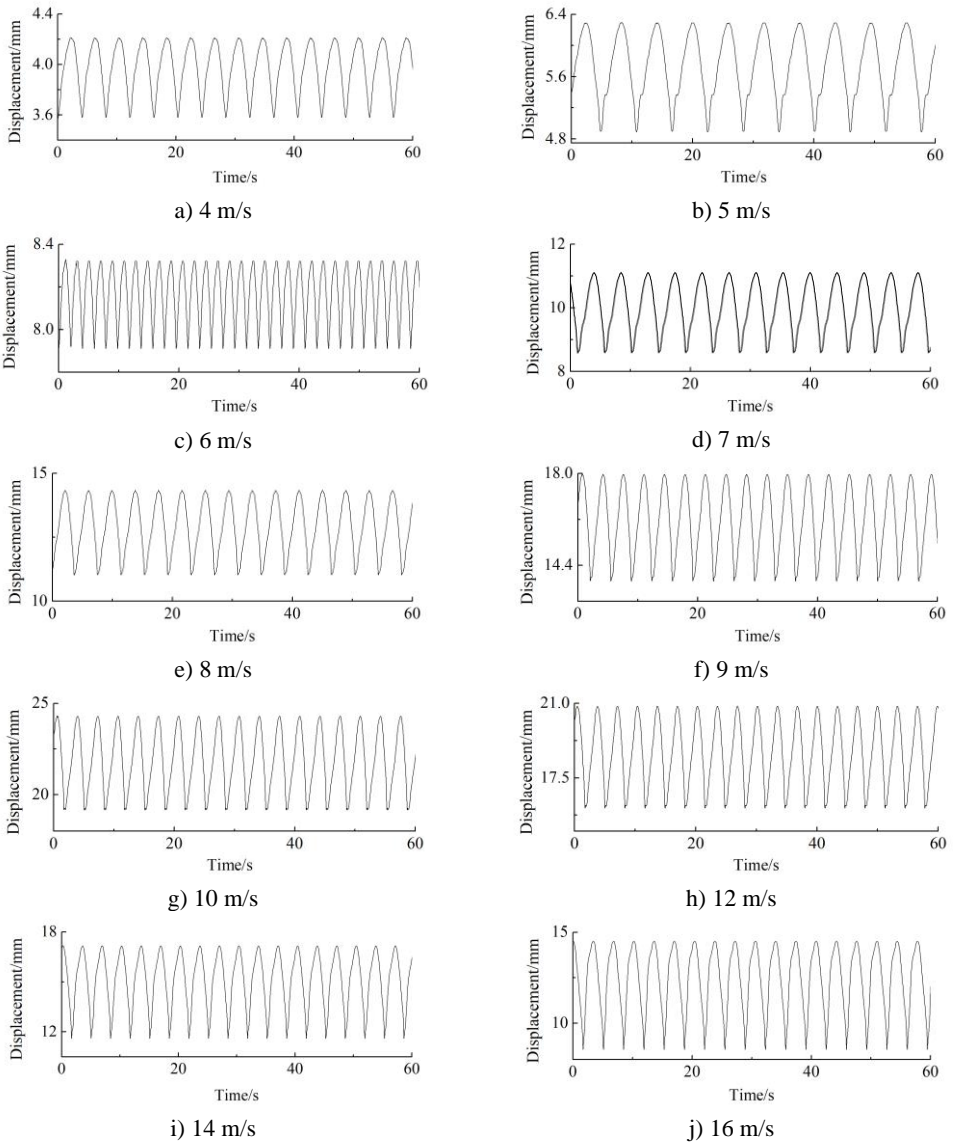 Displacement/mm
4.4
4.0
3.6
0 20 40 60
Time/s
a) 4 m/s
Displacement/mm
6.4
5.6
4.8
0 20 40 60
Time/s
b) 5 m/s
Displacement/mm
8.4
8.0
0 20 40 60
Time/s
c) 6 m/s
Displacement/mm
12
10
8
0 20 40 60
Time/s
d) 7 m/s
Displacement/mm
15
10
0 20 40 60
Time/s
e) 8 m/s
Displacement/mm
18.0
14.4
0 20 40 60
Time/s
f) 9 m/s
Displacement/mm
25
20
0 20 40 60
Time/s
g) 10 m/s
Displacement/mm
21.0
17.5
0 20 40 60
Time/s
h) 12 m/s
Displacement/mm
18
12
0 20 40 60
Time/s
i) 14 m/s
Displacement/mm
15
10
0 20 40 60
Time/s
j) 16 m/s